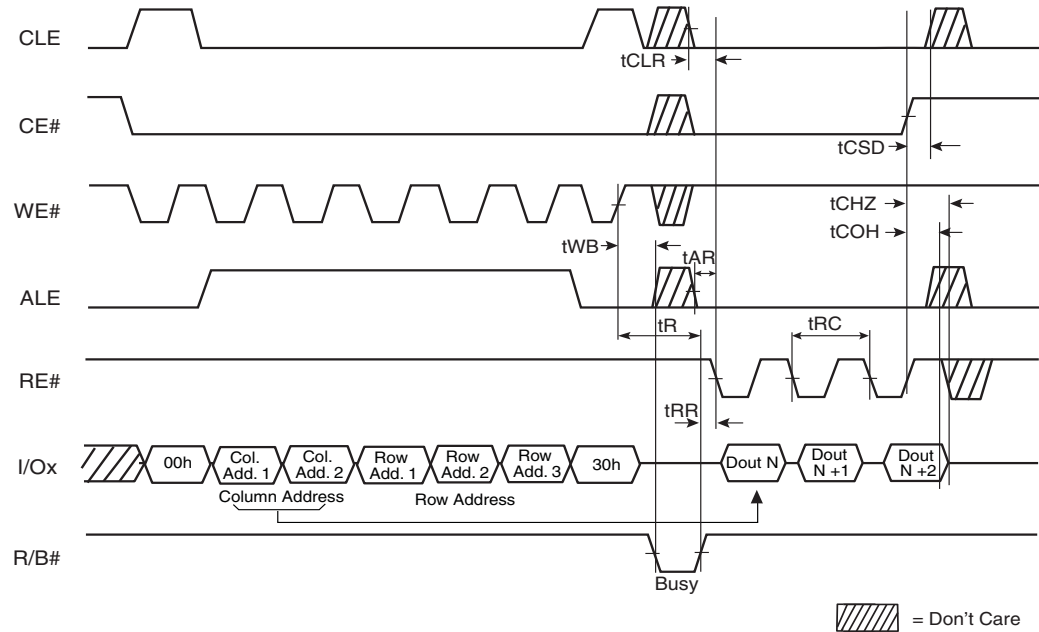 CLE
tCLR
CE#
tCSD
WE#
tCHZ
tCOH
tWB
tAR
ALE
tR
tRC
RE#
tRR
I/Ox
00h
Col.
Add. 1
Col.
Add. 2
Row
Add. 1
Row
Add. 2
Row
Add. 3
30h
Dout N
Dout
N +1
Dout
N +2
Column Address
Row Address
R/B#
Busy
= Don't Care